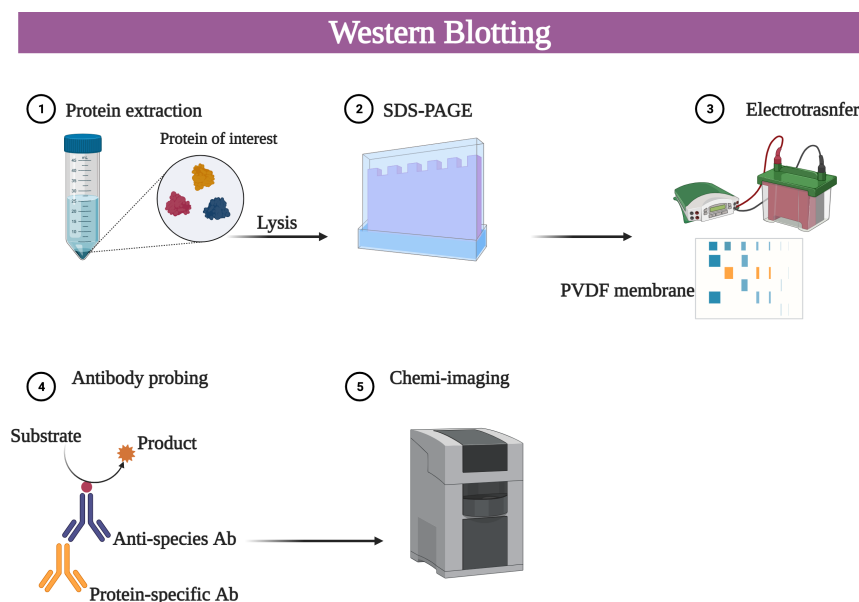 Western Blotting
1 Protein extraction
Protein of interest
Lysis
2 SDS-PAGE
3 Electrotrasnfer
PVDF membrane
4 Antibody probing
Substrate
Product
Anti-species Ab
Protein-specific Ab
5 Chemi-imaging